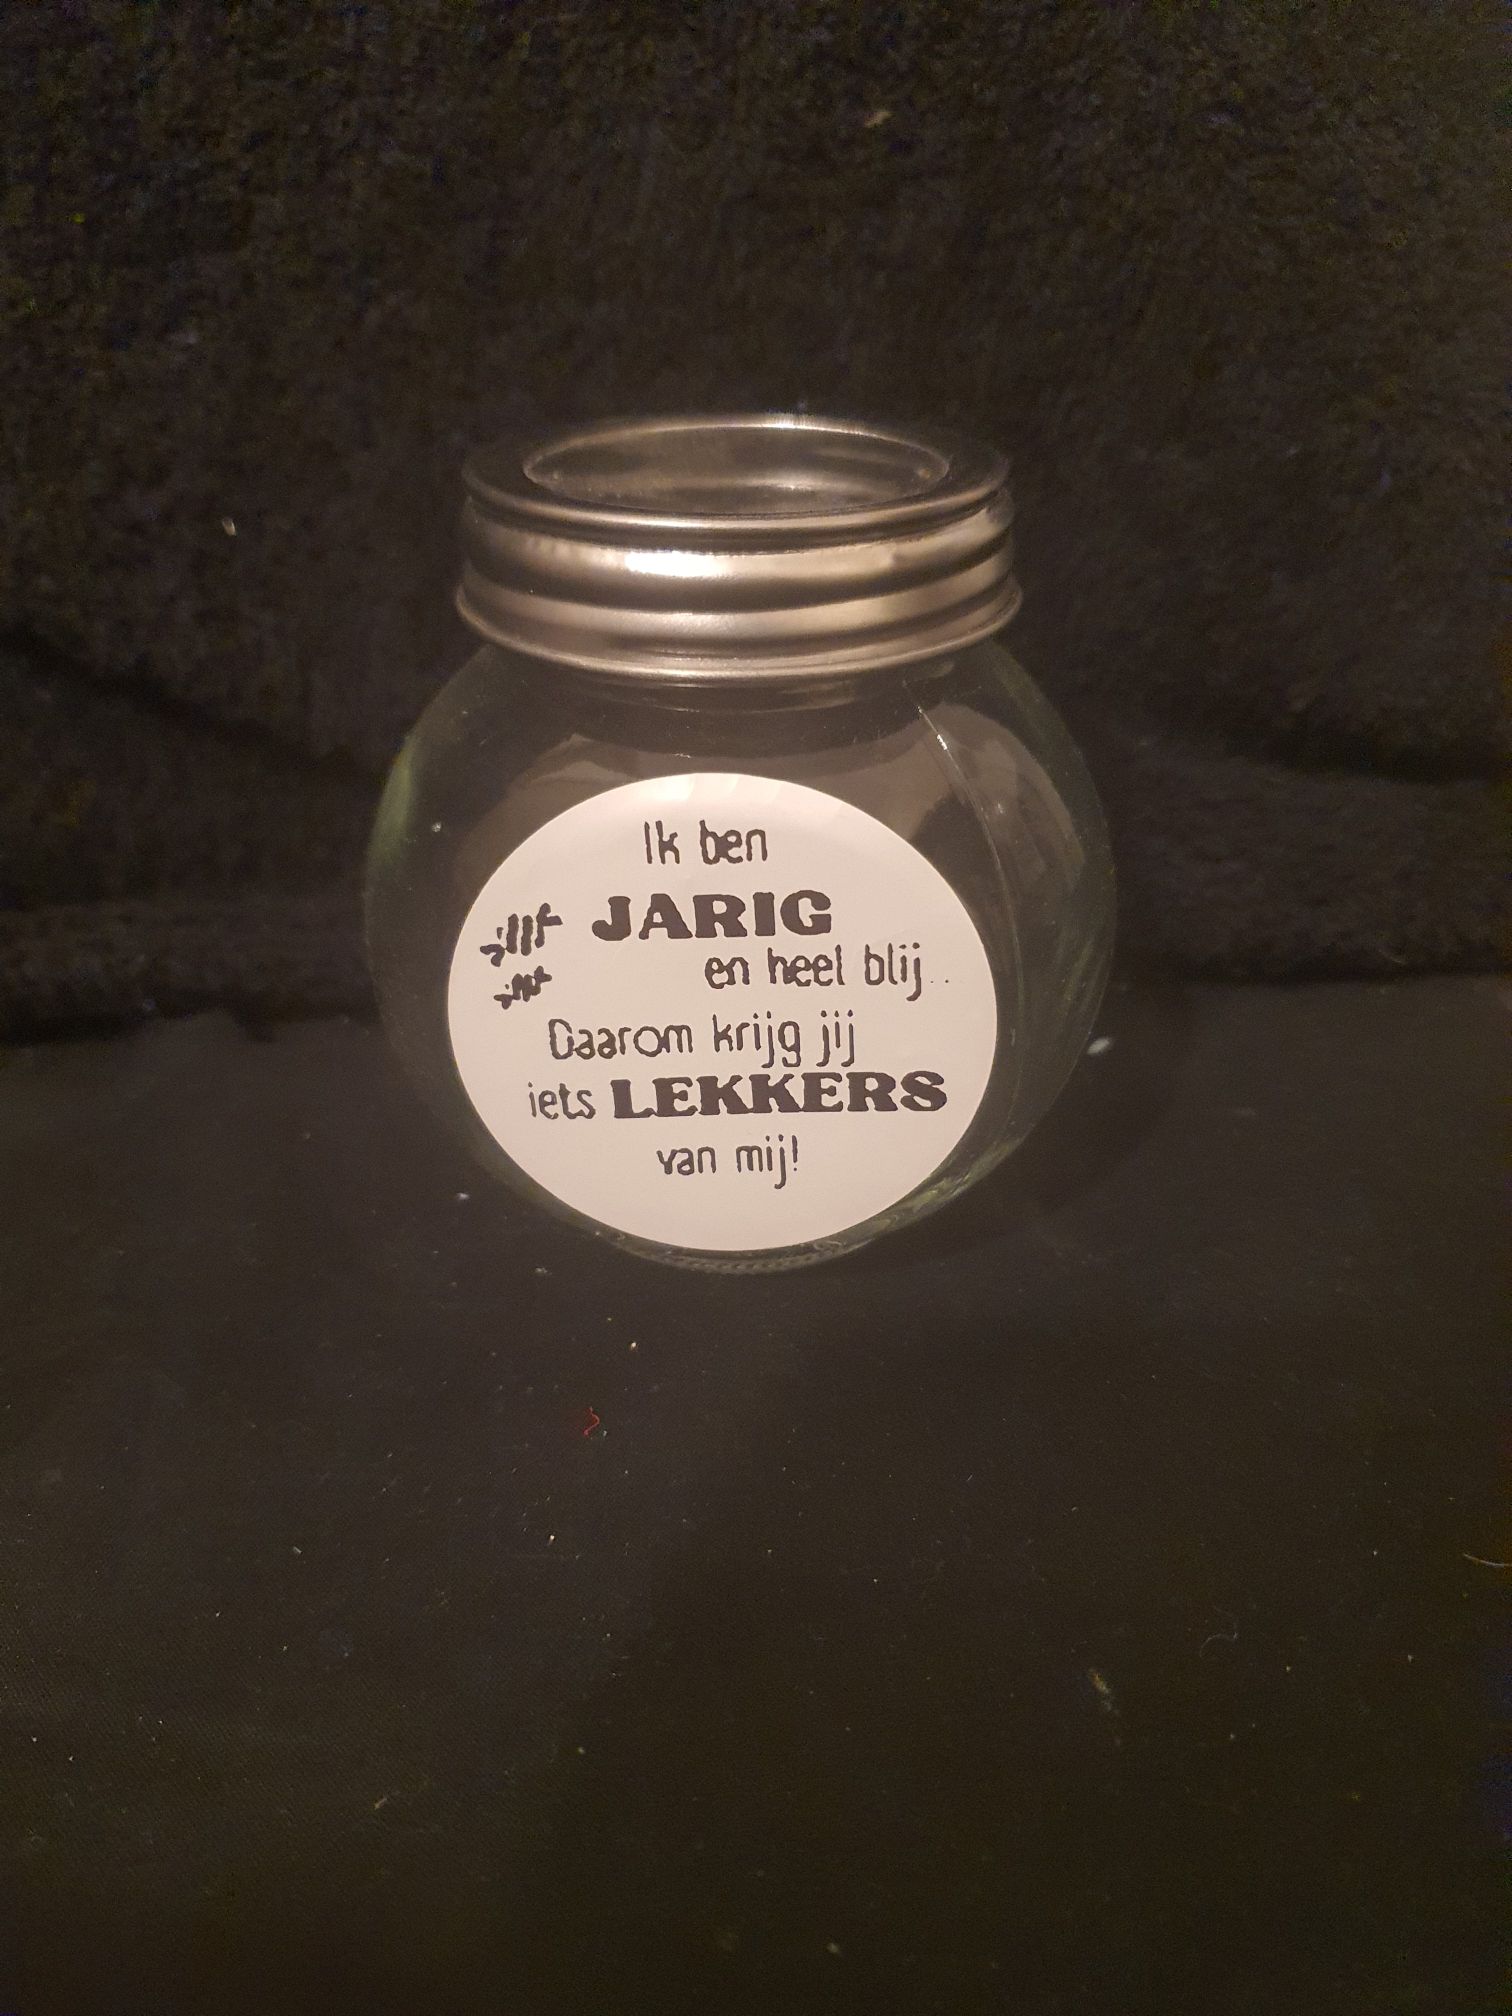 Ik ben
JARIG
en heel blij..
Daarom krijg jij
iets LEKKERS
van mij!